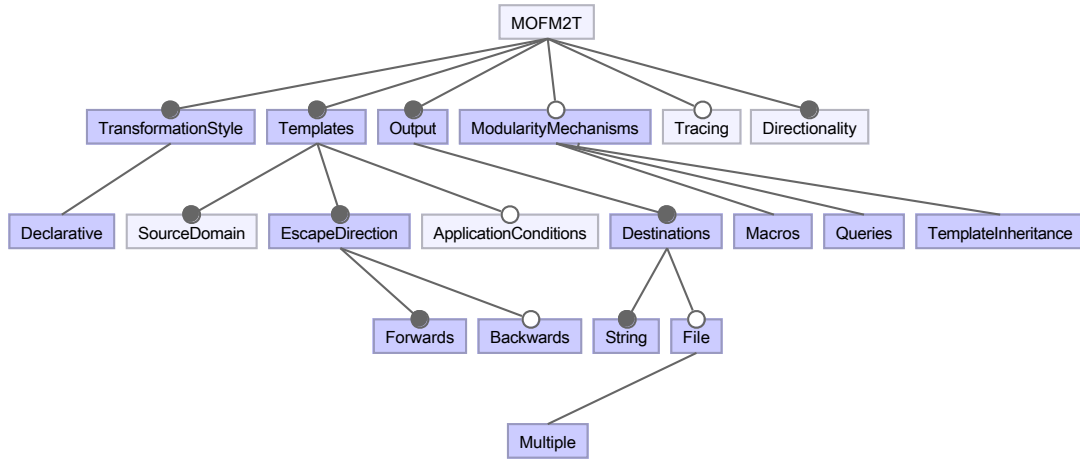 MOFM2T
TransformationStyle
Templates
Output
ModularityMechanisms
Tracing
Directionality
Declarative
SourceDomain
EscapeDirection
ApplicationConditions
Destinations
Macros
Queries
TemplateInheritance
Forwards
Backwards
String
File
Multiple